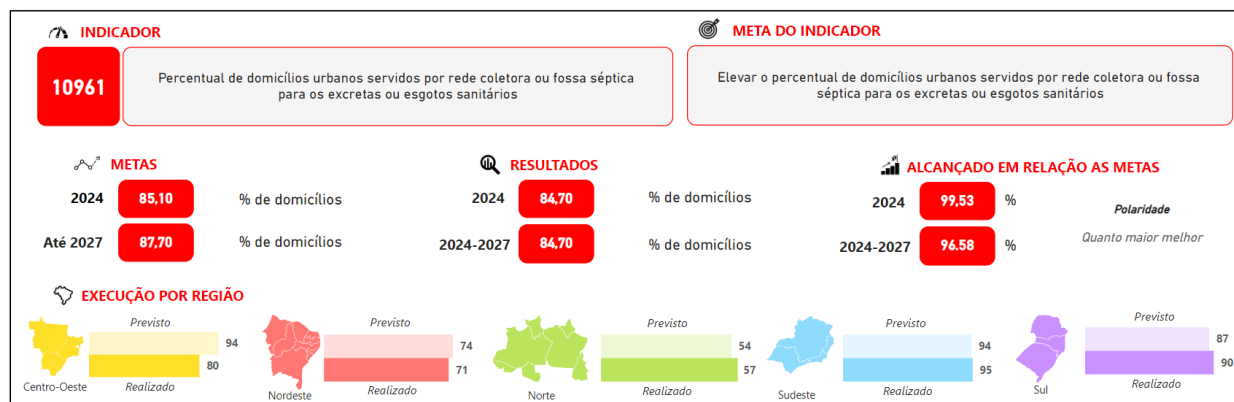 INDICADOR
10961
Percentual de domicílios urbanos servidos por rede coletora ou fossa séptica
para os excretas ou esgotos sanitários
META DO INDICADOR
Elevar o percentual de domicílios urbanos servidos por rede coletora ou fossa
séptica para os excretas ou esgotos sanitários
METAS
2024 85,10 % de domicílios
Até 2027 87,70 % de domicílios
RESULTADOS
2024 84,70 % de domicílios
2024-2027 84,70 % de domicílios
ALCANÇADO EM RELAÇÃO AS METAS
2024 99,53 %
2024-2027 96.58 %
Polaridade
Quanto maior melhor
EXECUÇÃO POR REGIÃO
Previsto
94
80
Realizado
Centro-Oeste
Previsto
74
71
Realizado
Nordeste
Previsto
54
57
Realizado
Norte
Previsto
94
95
Realizado
Sudeste
Previsto
87
90
Realizado
Sul